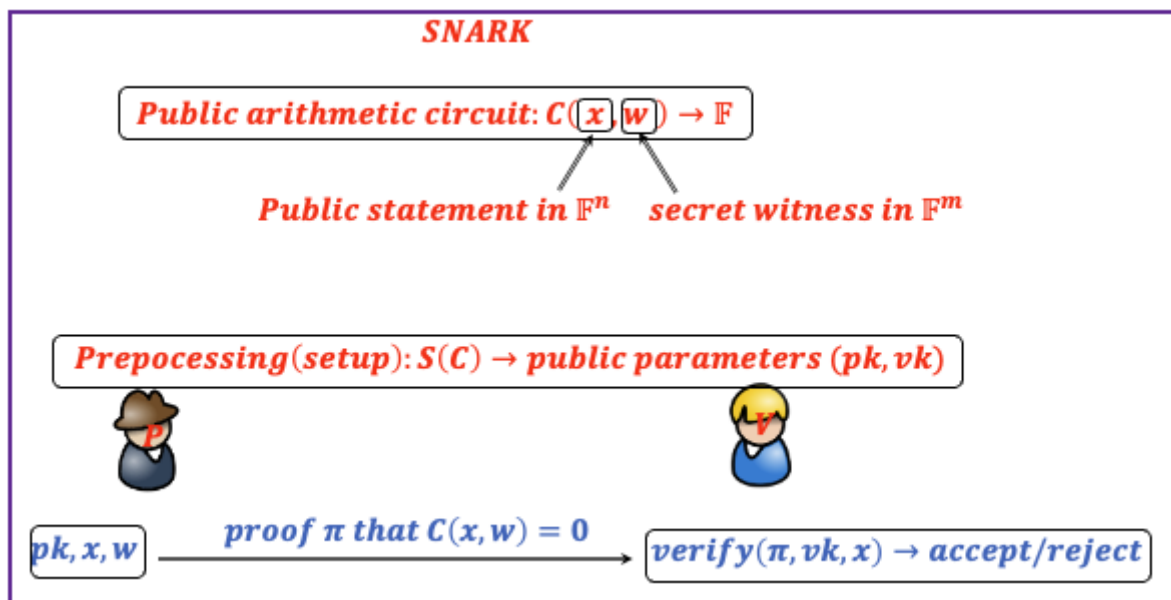 SNARK
Public arithmetic circuit: C(x, w) → 𝔽
Public statement in 𝔽ⁿ secret witness in 𝔽ᵐ
Prepocessing(setup): S(C) → public parameters (pk, vk)
P V
proof π that C(x, w) = 0
pk, x, w verify(π, vk, x) → accept/reject